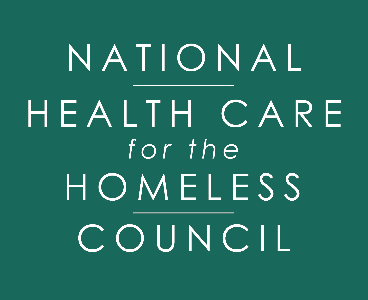 NATIONAL
HEALTH CARE
for the
HOMELESS
COUNCIL